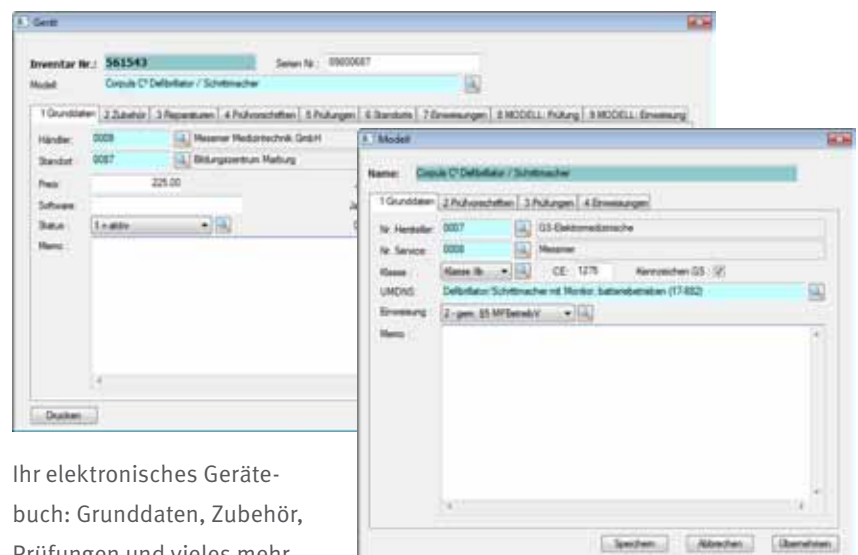 Gerät
Inventar Nr.: 561543 Serien Nr.: 09800687
Modell: Corpuls C³ Defibrillator / Schrittmacher
1 Grunddaten 2 Zubehör 3 Reparaturen 4 Prüfvorschriften 5 Prüfungen 6 Standorte 7 Einweisungen 8 MODELL: Prüfung 9 MODELL: Einweisung
Händler: 0008 Messmer Medizintechnik GmbH
Standort: 0087 Bildungszentrum Marburg
Preis: 225.00
Software:
Status: 1 = aktiv
Memo:
Drucken
Modell
Name: Corpuls C³ Defibrillator / Schrittmacher
1 Grunddaten 2 Prüfvorschriften 3 Prüfungen 4 Einweisungen
Nr. Hersteller: 0007 GS-Elektromedizinische
Nr. Service: 0008 Messmer
Klasse: Klasse IIb CE: 1275 Kennzeichen GS:
UMDNS: Defibrillator/Schrittmacher mit Monitor, batteriebetrieben (17-882)
Einweisung: 2 - gem. §5 MPBetreibV
Memo:
Speichern Abbrechen Übernehmen
Ihr elektronisches Geräte-
buch: Grunddaten, Zubehör,
Prüfungen und vieles mehr